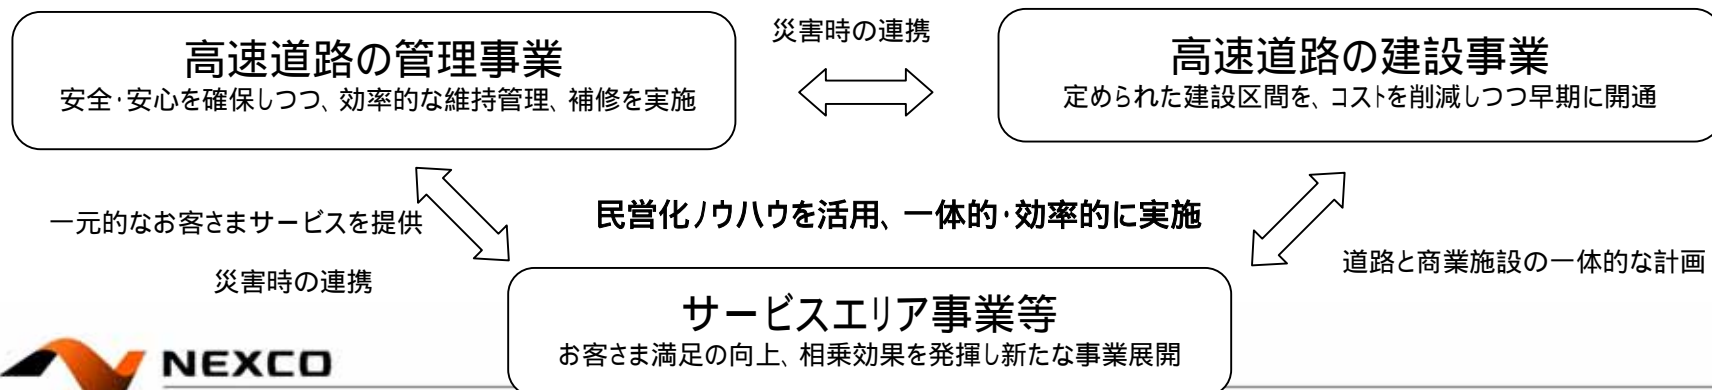 災害時の連携
高速道路の管理事業
安全・安心を確保しつつ、効率的な維持管理、補修を実施
高速道路の建設事業
定められた建設区間を、コストを削減しつつ早期に開通
一元的なお客さまサービスを提供
災害時の連携
民営化ノウハウを活用、一体的・効率的に実施
道路と商業施設の一体的な計画
サービスエリア事業等
お客さま満足の向上、相乗効果を発揮し新たな事業展開
NEXCO